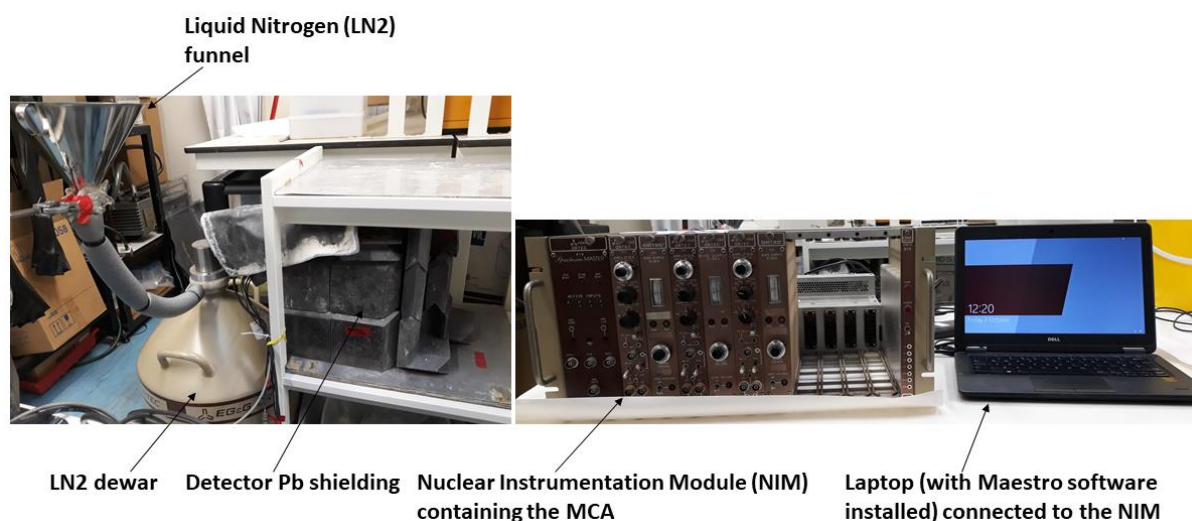 Liquid Nitrogen (LN2)
funnel
12:20
DELL
EG&G
LN2 dewar
Detector Pb shielding
Nuclear Instrumentation Module (NIM)
containing the MCA
Laptop (with Maestro software
installed) connected to the NIM